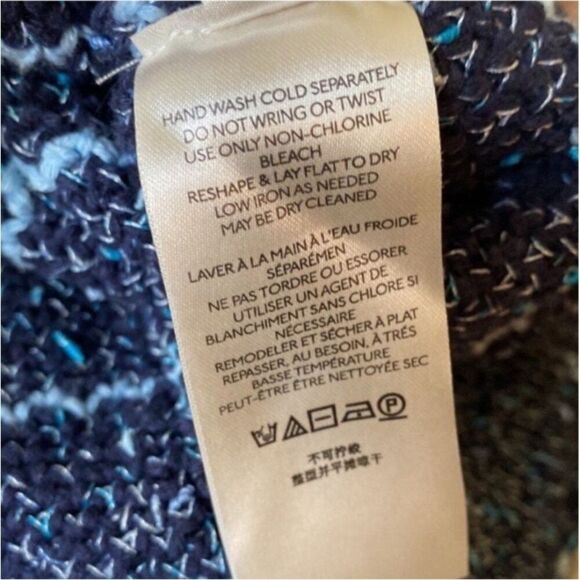 HAND WASH COLD SEPARATELY
DO NOT WRING OR TWIST
USE ONLY NON-CHLORINE
BLEACH
RESHAPE & LAY FLAT TO DRY
LOW IRON AS NEEDED
MAY BE DRY CLEANED
LAVER À LA MAIN À L'EAU FROIDE
SÉPARÉMEN
NE PAS TORDRE OU ESSORER
UTILISER UN AGENT DE
BLANCHIMENT SANS CHLORE SI
NÉCESSAIRE
REMODELER ET SÉCHER À PLAT
REPASSER, AU BESOIN, À TRÉS
BASSE TEMPÉRATURE
PEUT-ÊTRE ÊTRE NETTOYÉE SEC
P
不可拧绞
整型并平摊晾干